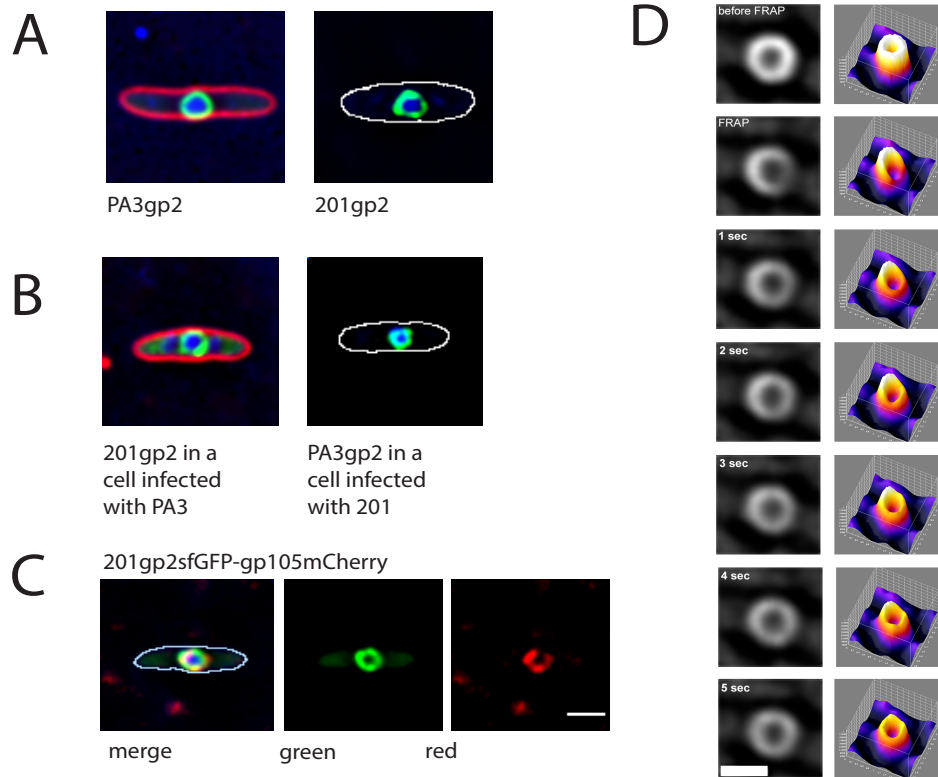 A
PA3gp2
201gp2
B
201gp2 in a
cell infected
with PA3
PA3gp2 in a
cell infected
with 201
C
201gp2sfGFP-gp105mCherry
merge
green
red
D
before FRAP
FRAP
1 sec
2 sec
3 sec
4 sec
5 sec